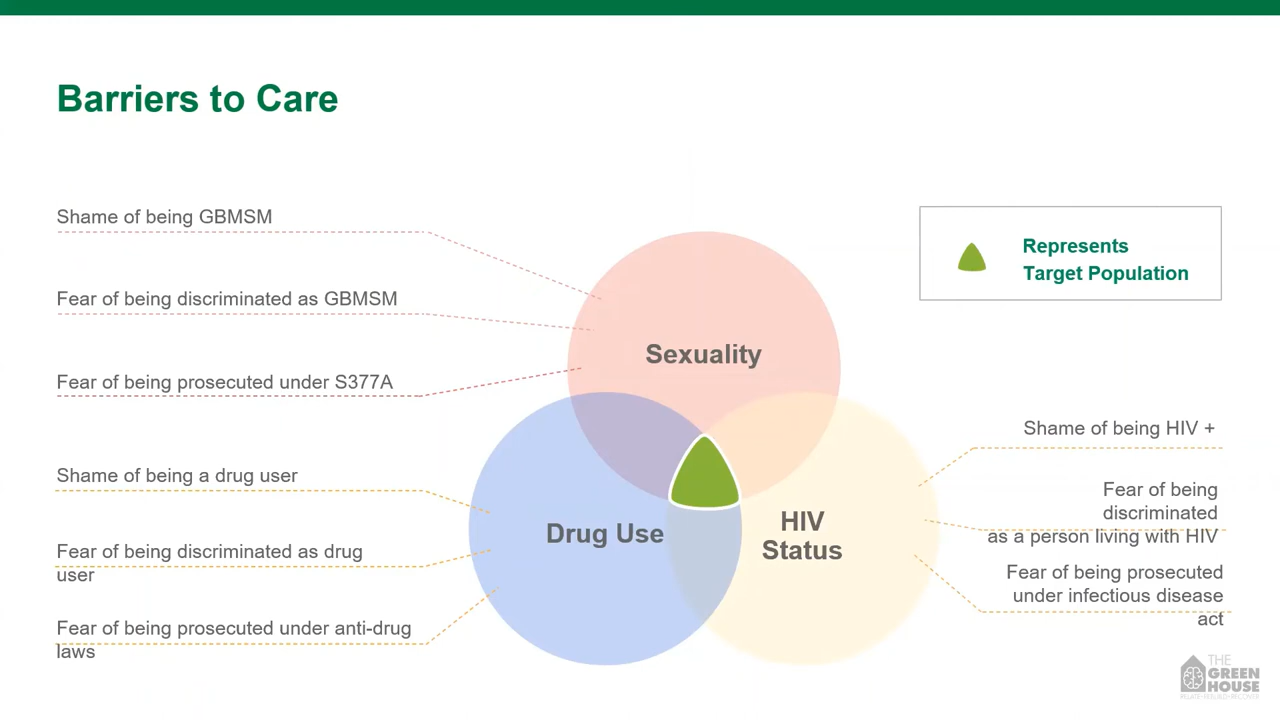 Barriers to Care
Shame of being GBMSM
Fear of being discriminated as GBMSM
Fear of being prosecuted under S377A
Shame of being a drug user
Fear of being discriminated as drug
user
Fear of being prosecuted under anti-drug
laws
Sexuality
Drug Use
HIV
Status
Represents
Target Population
Shame of being HIV +
Fear of being
discriminated
as a person living with HIV
Fear of being prosecuted
under infectious disease
act
THE
GREEN
HOUSE